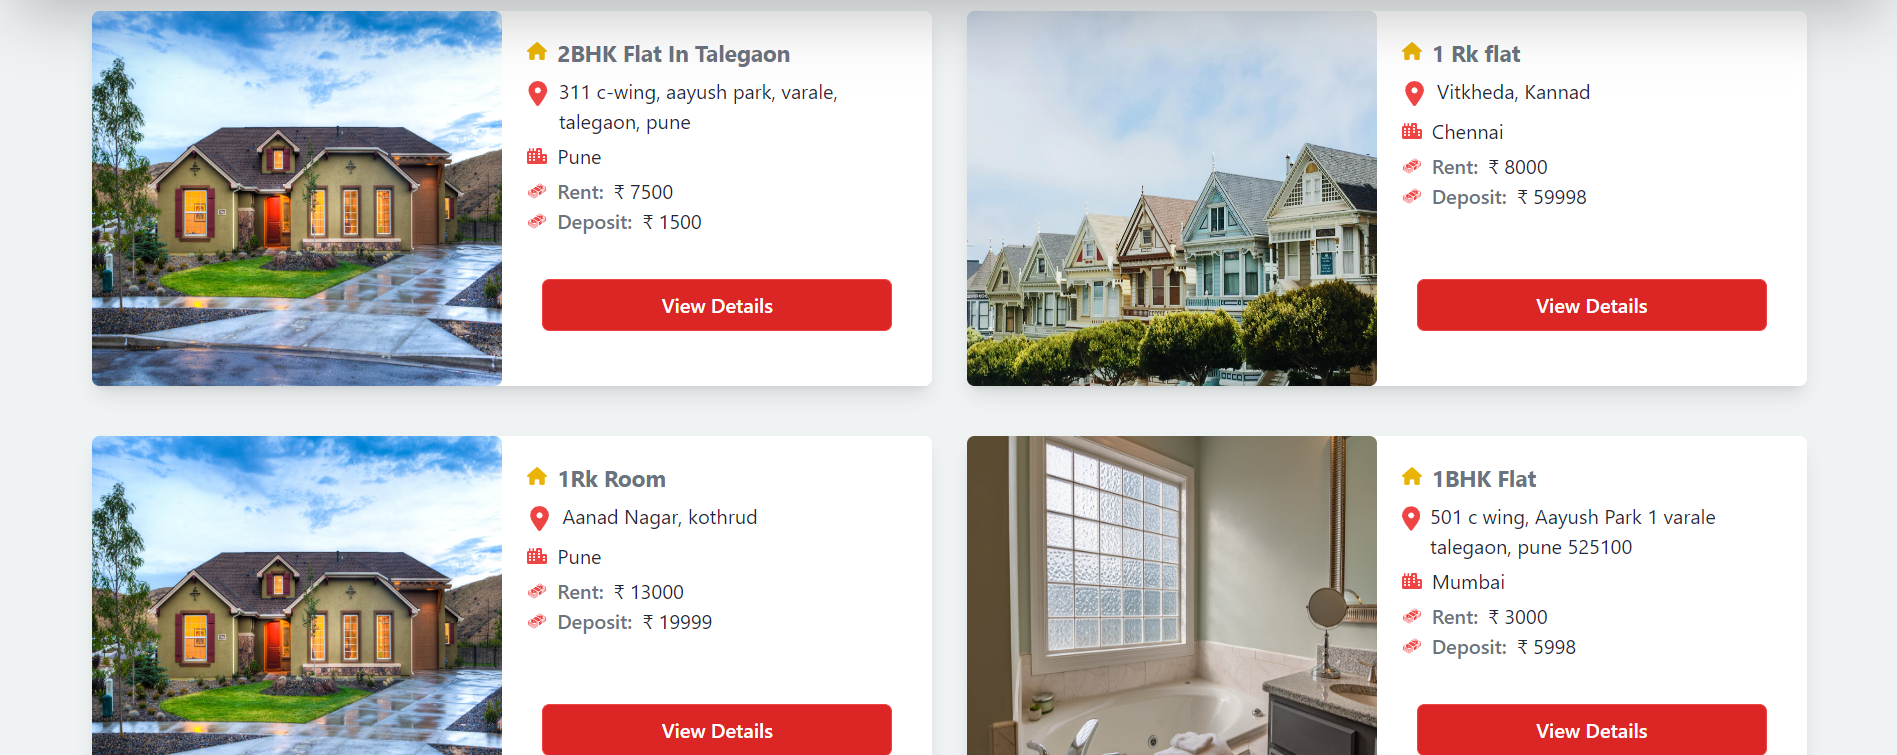 2BHK Flat In Talegaon
311 c-wing, aayush park, varale,
talegaon, pune
Pune
Rent: ₹ 7500
Deposit: ₹ 1500
View Details
1 Rk flat
Vitkheda, Kannad
Chennai
Rent: ₹ 8000
Deposit: ₹ 59998
View Details
1Rk Room
Aanad Nagar, kothrud
Pune
Rent: ₹ 13000
Deposit: ₹ 19999
View Details
1BHK Flat
501 c wing, Aayush Park 1 varale
talegaon, pune 525100
Mumbai
Rent: ₹ 3000
Deposit: ₹ 5998
View Details